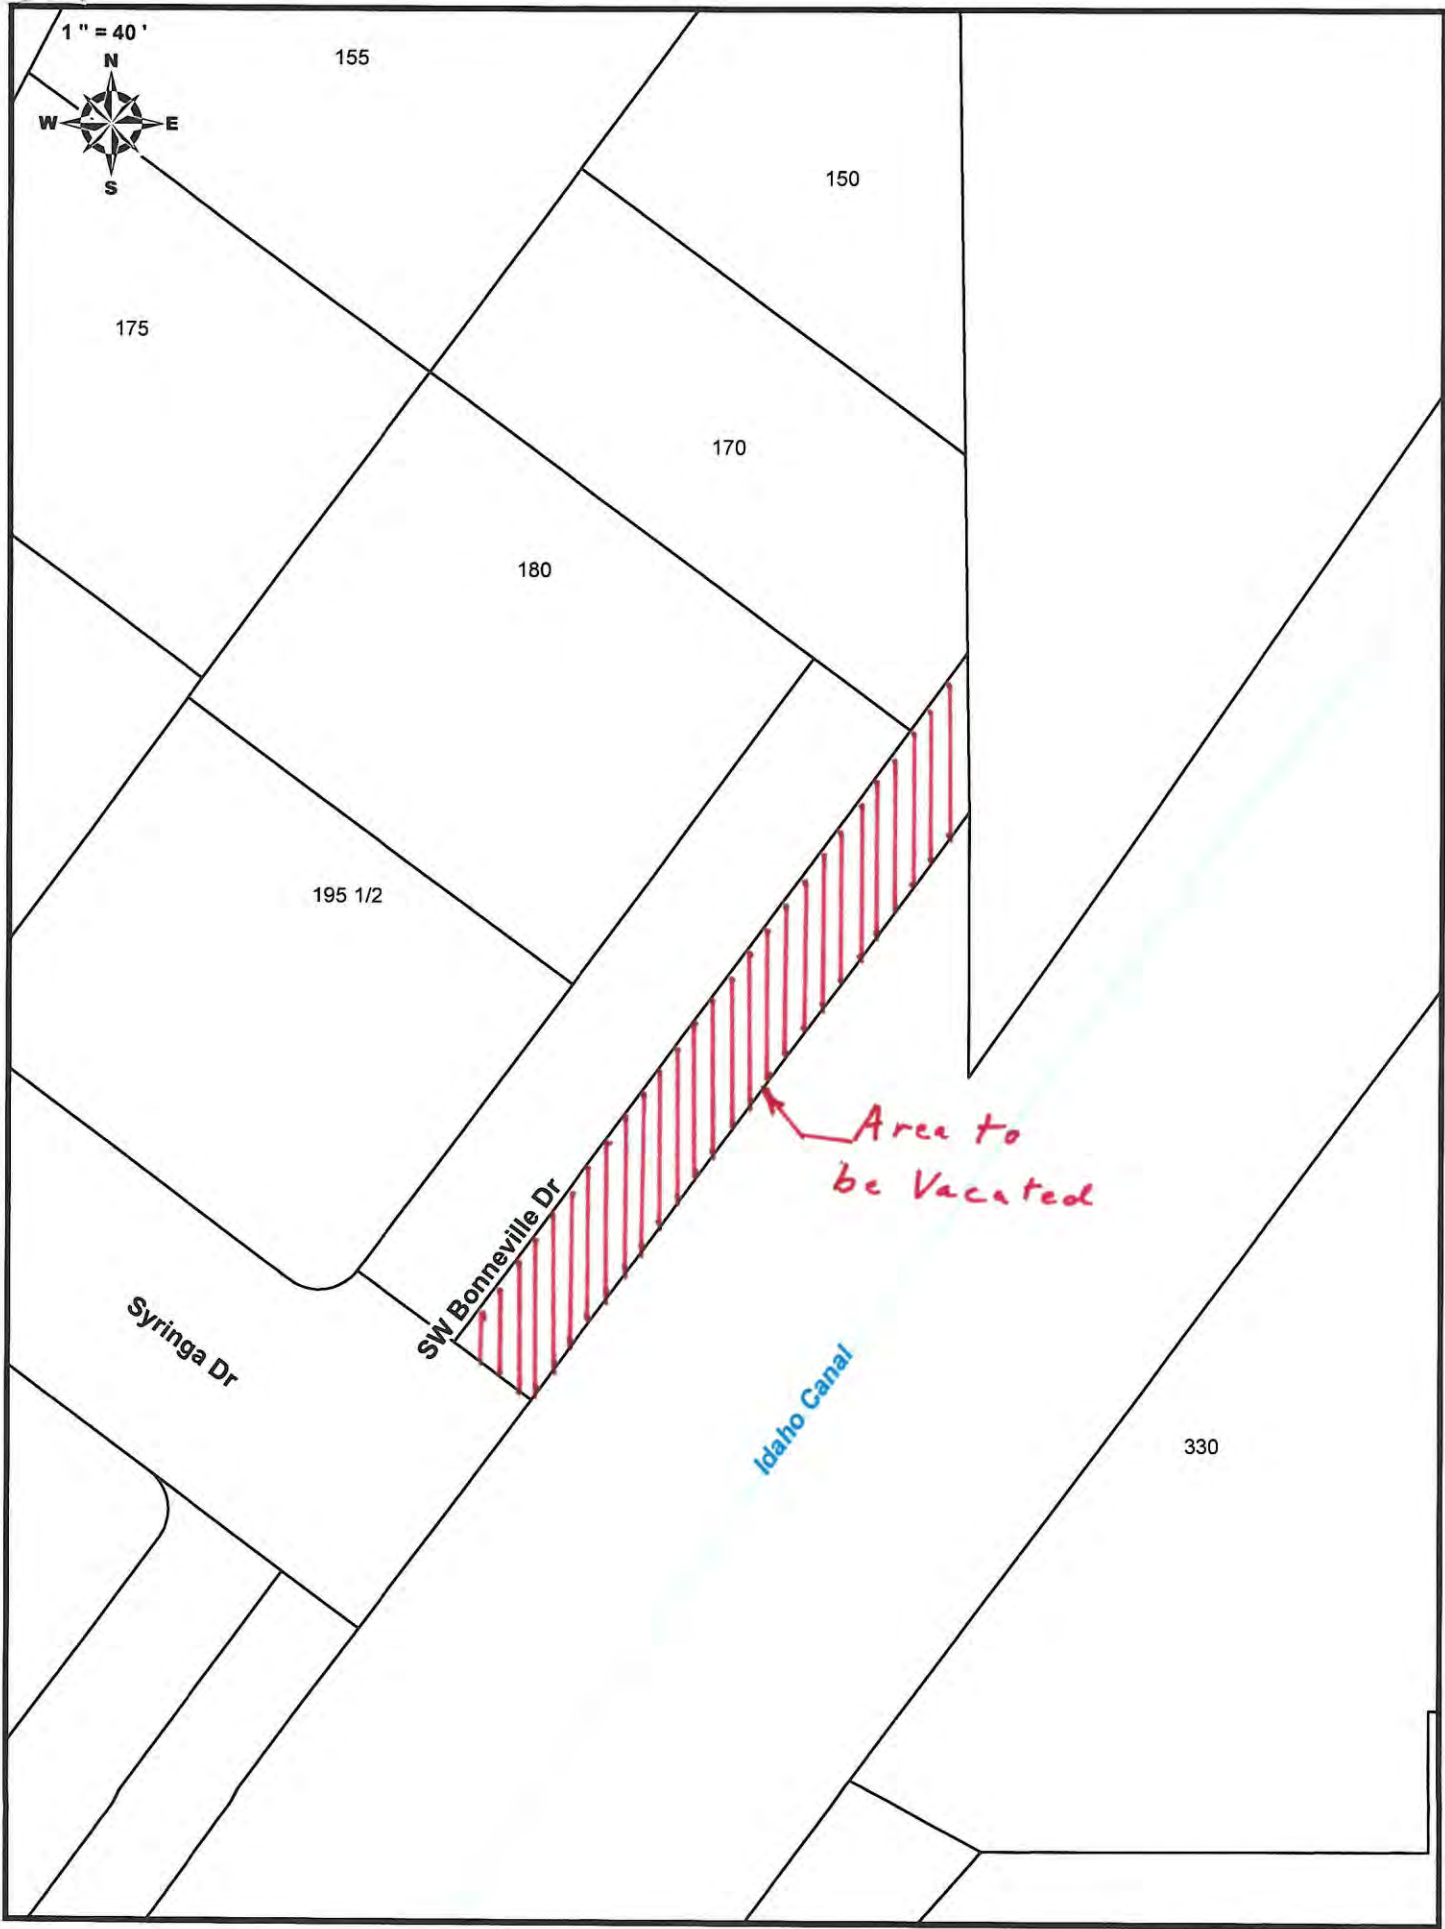 1 " = 40 '
N
W E
S
155
150
175
170
180
195 1/2
SW Bonneville Dr
Syringa Dr
Area to
be Vacated
Idaho Canal
330